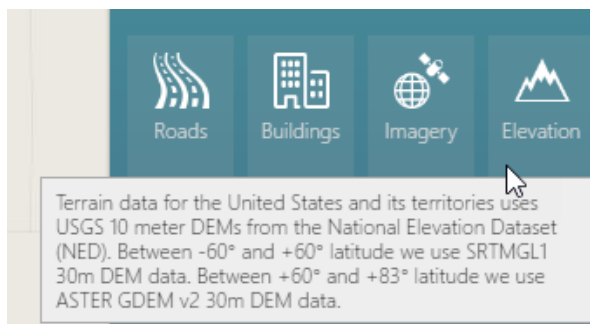 Roads Buildings Imagery Elevation
Terrain data for the United States and its territories uses
USGS 10 meter DEMs from the National Elevation Dataset
(NED). Between -60° and +60° latitude we use SRTMGL1
30m DEM data. Between +60° and +83° latitude we use
ASTER GDEM v2 30m DEM data.